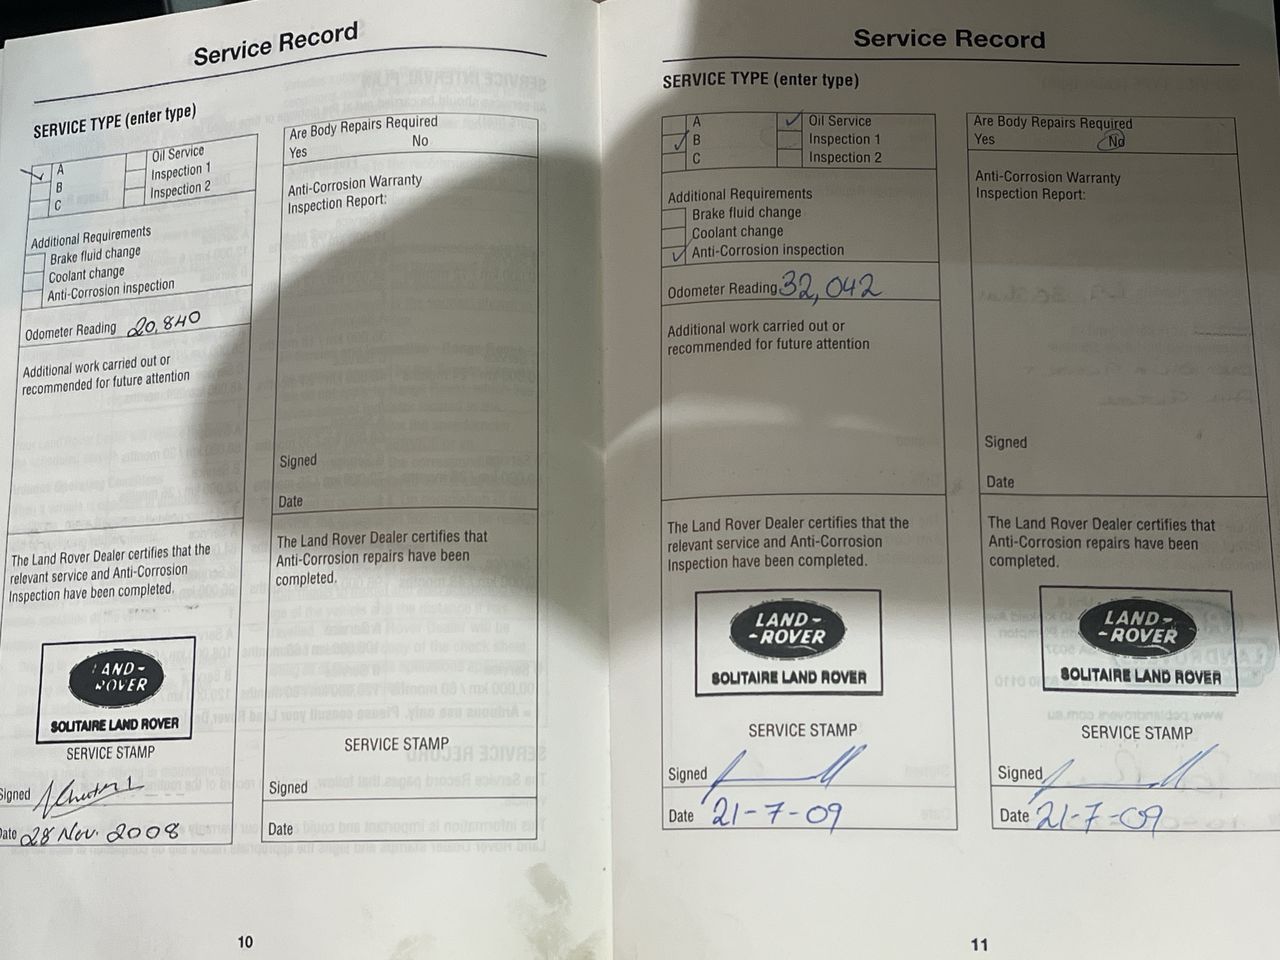 Service Record
SERVICE TYPE (enter type)
A
B
C
Oil Service
Inspection 1
Inspection 2
Additional Requirements
Brake fluid change
Coolant change
Anti-Corrosion inspection
Odometer Reading 20,840
Additional work carried out or
recommended for future attention
The Land Rover Dealer certifies that the
relevant service and Anti-Corrosion
Inspection have been completed.
LAND-
-ROVER
SOLITAIRE LAND ROVER
SERVICE STAMP
Signed
Date 28 Nov. 2008
Are Body Repairs Required
Yes No
Anti-Corrosion Warranty
Inspection Report:
Signed
Date
The Land Rover Dealer certifies that
Anti-Corrosion repairs have been
completed.
SERVICE STAMP
Signed
Date
10
Service Record
SERVICE TYPE (enter type)
A
B
C
Oil Service
Inspection 1
Inspection 2
Additional Requirements
Brake fluid change
Coolant change
Anti-Corrosion inspection
Odometer Reading 32,042
Additional work carried out or
recommended for future attention
The Land Rover Dealer certifies that the
relevant service and Anti-Corrosion
Inspection have been completed.
LAND-
-ROVER
SOLITAIRE LAND ROVER
SERVICE STAMP
Signed
Date 21-7-09
Are Body Repairs Required
Yes No
Anti-Corrosion Warranty
Inspection Report:
Signed
Date
The Land Rover Dealer certifies that
Anti-Corrosion repairs have been
completed.
LAND-
-ROVER
SOLITAIRE LAND ROVER
SERVICE STAMP
Signed
Date 21-7-09
11